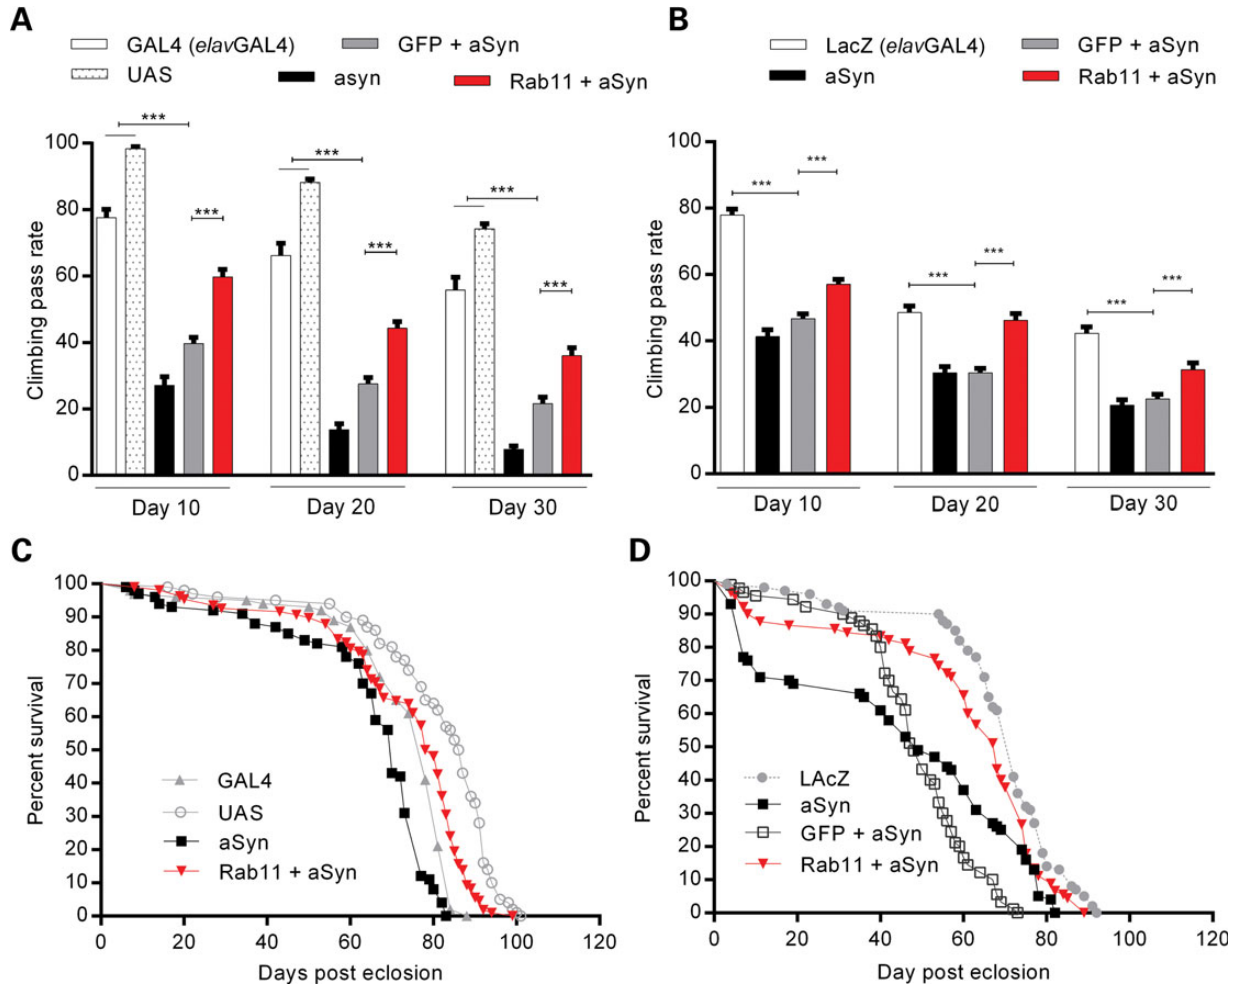 A
GAL4 (elavGAL4) GFP + aSyn
UAS asyn Rab11 + aSyn
Climbing pass rate
100
80
60
40
20
0
*** *** ***
*** *** ***
Day 10 Day 20 Day 30
B
LacZ (elavGAL4) GFP + aSyn
aSyn Rab11 + aSyn
Climbing pass rate
100
80
60
40
20
0
*** *** ***
*** *** ***
Day 10 Day 20 Day 30
C
Percent survival
100
90
80
70
60
50
40
30
20
10
0
GAL4
UAS
aSyn
Rab11 + aSyn
0 20 40 60 80 100 120
Days post eclosion
D
Percent survival
100
90
80
70
60
50
40
30
20
10
0
LAcZ
aSyn
GFP + aSyn
Rab11 + aSyn
0 20 40 60 80 100 120
Day post eclosion